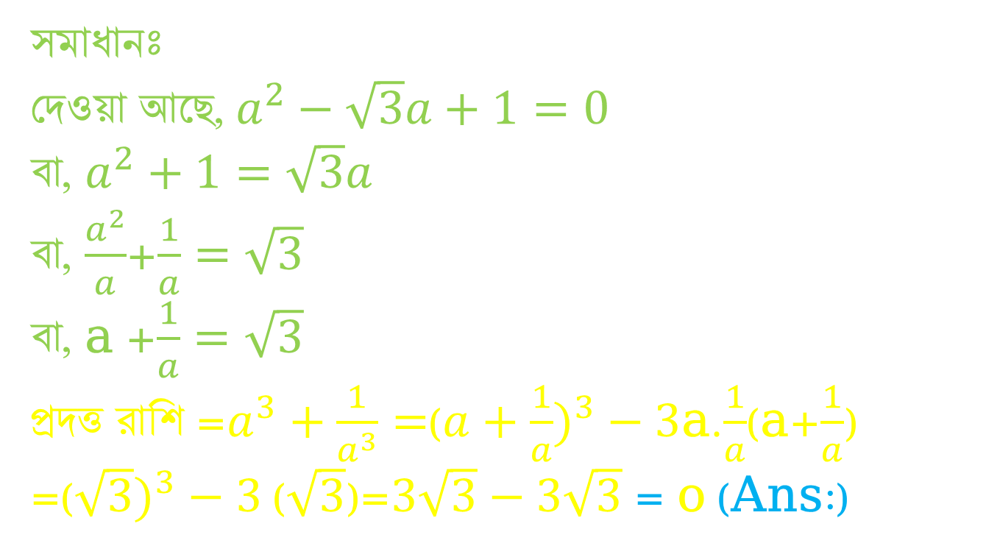 সমাধানঃ
দেওয়া আছে, $a^2 - \sqrt{3}a + 1 = 0$
বা, $a^2 + 1 = \sqrt{3}a$
বা, $\frac{a^2}{a} + \frac{1}{a} = \sqrt{3}$
বা, a $+ \frac{1}{a} = \sqrt{3}$
প্রদত্ত রাশি =$a^3 + \frac{1}{a^3}$ =($a + \frac{1}{a})^3 - 3$a.$\frac{1}{a}$(a+$\frac{1}{a}$)
=($\sqrt{3})^3 - 3$ ($\sqrt{3}$)=$3\sqrt{3} - 3\sqrt{3}$ = o (Ans:)